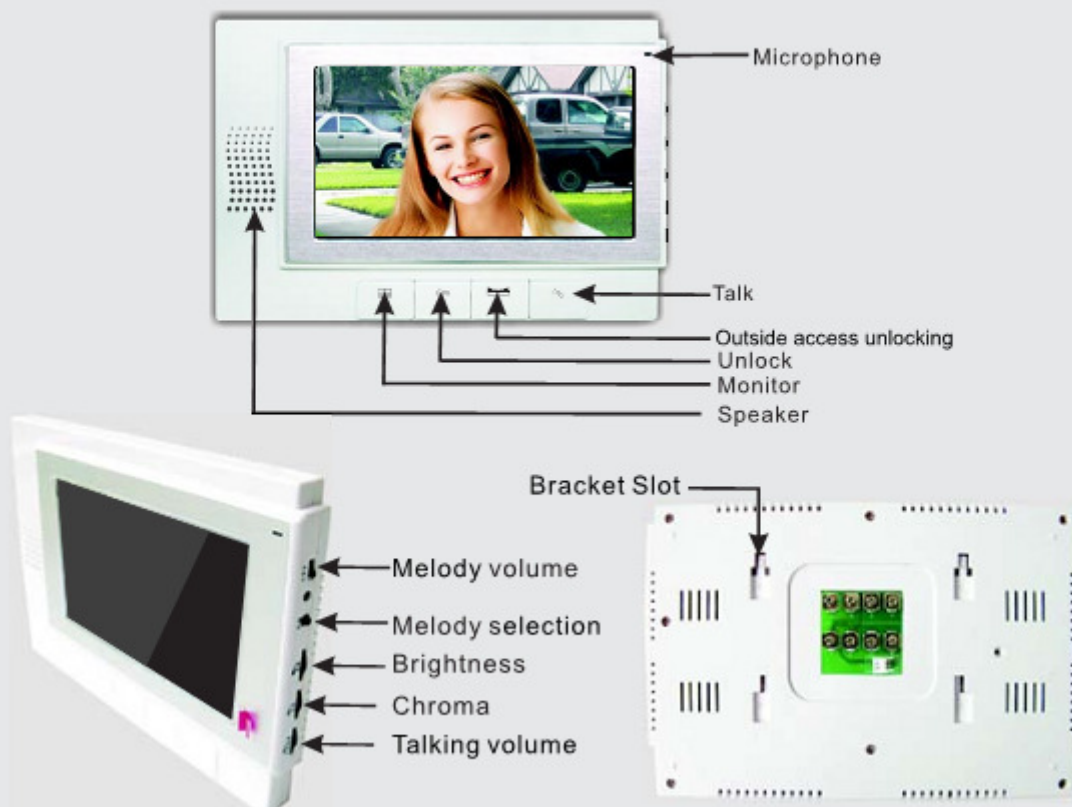 Microphone
Talk
Outside access unlocking
Unlock
Monitor
Speaker
Bracket Slot
Melody volume
Melody selection
Brightness
Chroma
Talking volume